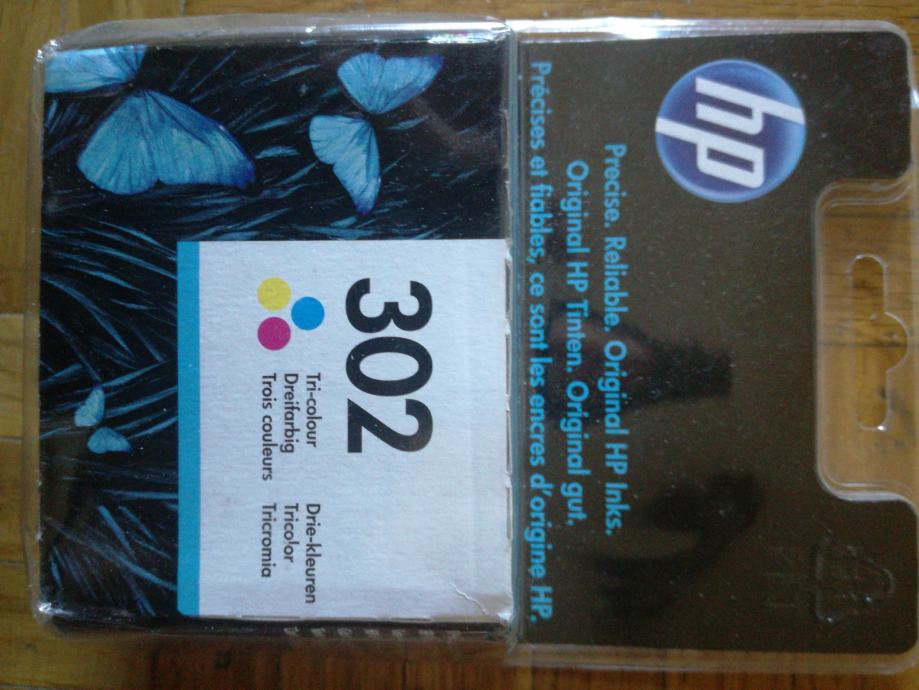 hp
Precise. Reliable. Original HP Inks.
Original HP Tinten. Original gut.
Précises et fiables, ce sont les encres d'origine HP.
302
Tri-colour
Dreifarbig
Trois couleurs
Drie-kleuren
Tricolor
Tricromia